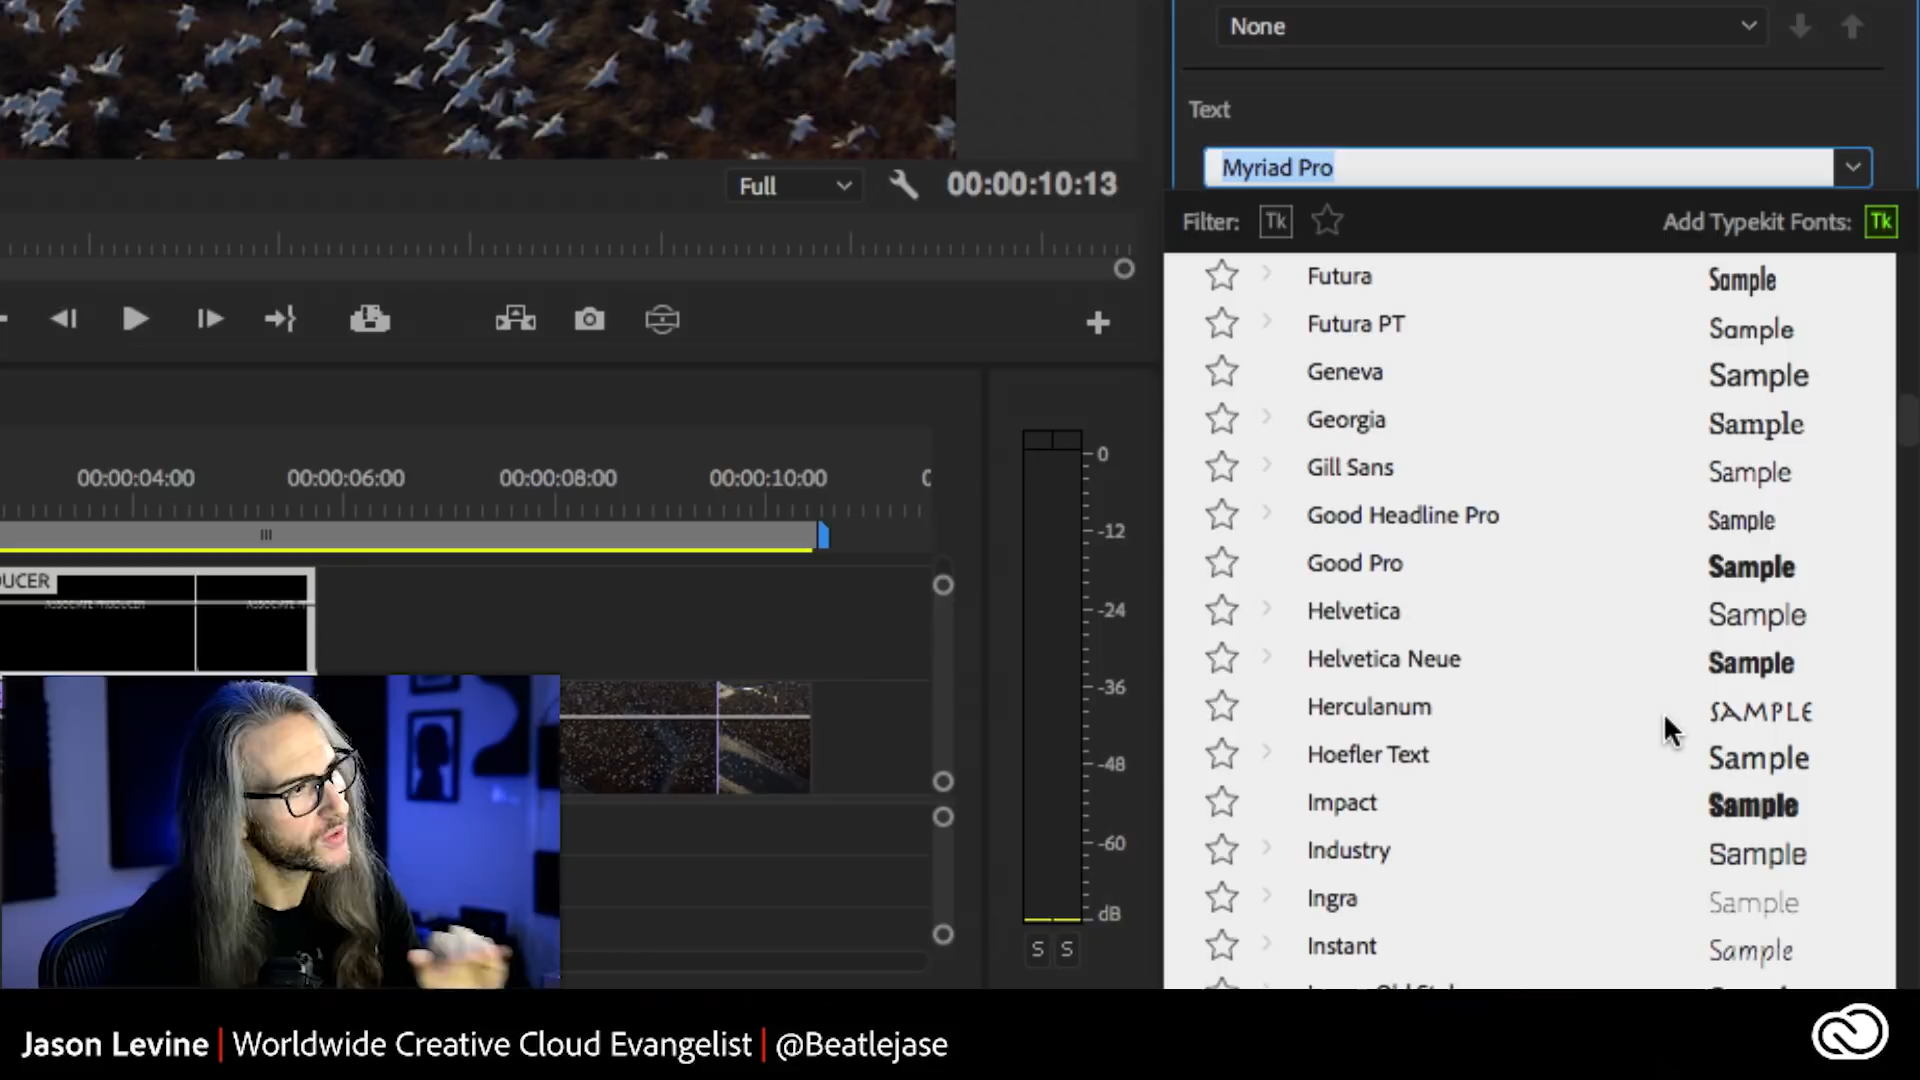 None
Text
Myriad Pro
Full
00:00:10:13
Filter: Tk
Add Typekit Fonts: Tk
Futura Sample
Futura PT Sample
Geneva Sample
Georgia Sample
Gill Sans Sample
Good Headline Pro Sample
Good Pro Sample
Helvetica Sample
Helvetica Neue Sample
Herculanum SAMPLE
Hoefler Text Sample
Impact Sample
Industry Sample
Ingra Sample
Instant Sample
00:00:04:00 00:00:06:00 00:00:08:00 00:00:10:00
UCER
0
-12
-24
-36
-48
-60
dB
S S
Jason Levine | Worldwide Creative Cloud Evangelist | @Beatlejase